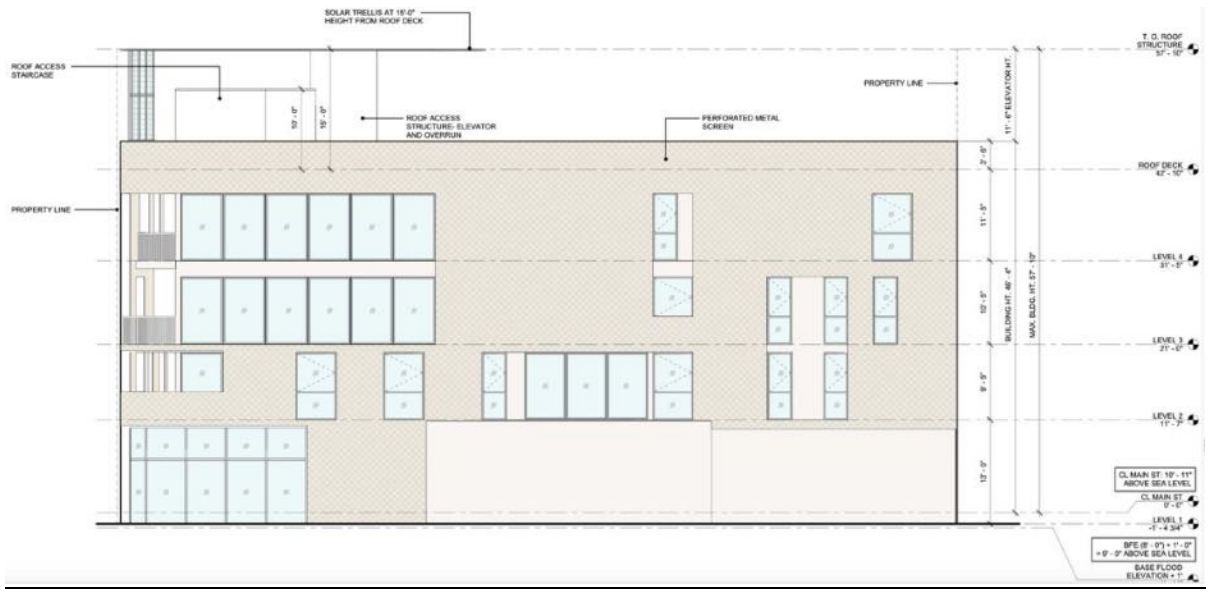 SOLAR TRELLIS AT 15'-0"
HEIGHT FROM ROOF DECK
T. O. ROOF
STRUCTURE
57' - 10"
ROOF ACCESS
STAIRCASE
PROPERTY LINE
11' - 6" ELEVATOR HT.
10' - 0"
15' - 0"
ROOF ACCESS
STRUCTURE- ELEVATOR
AND OVERRUN
PERFORATED METAL
SCREEN
ROOF DECK
42' - 10"
PROPERTY LINE
11' - 5"
LEVEL 4
31' - 5"
10' - 5"
BUILDING HT. 46' - 4"
MAX. BLDG. HT. 57' - 10"
LEVEL 3
21' - 0"
9' - 5"
LEVEL 2
11' - 7"
13' - 0"
CL MAIN ST: 10' - 11"
ABOVE SEA LEVEL
CL MAIN ST
0' - 0"
LEVEL 1
-1' - 4 3/4"
BFE (8' - 0") + 1' - 0"
= 9' - 0" ABOVE SEA LEVEL
BASE FLOOD
ELEVATION + 1'